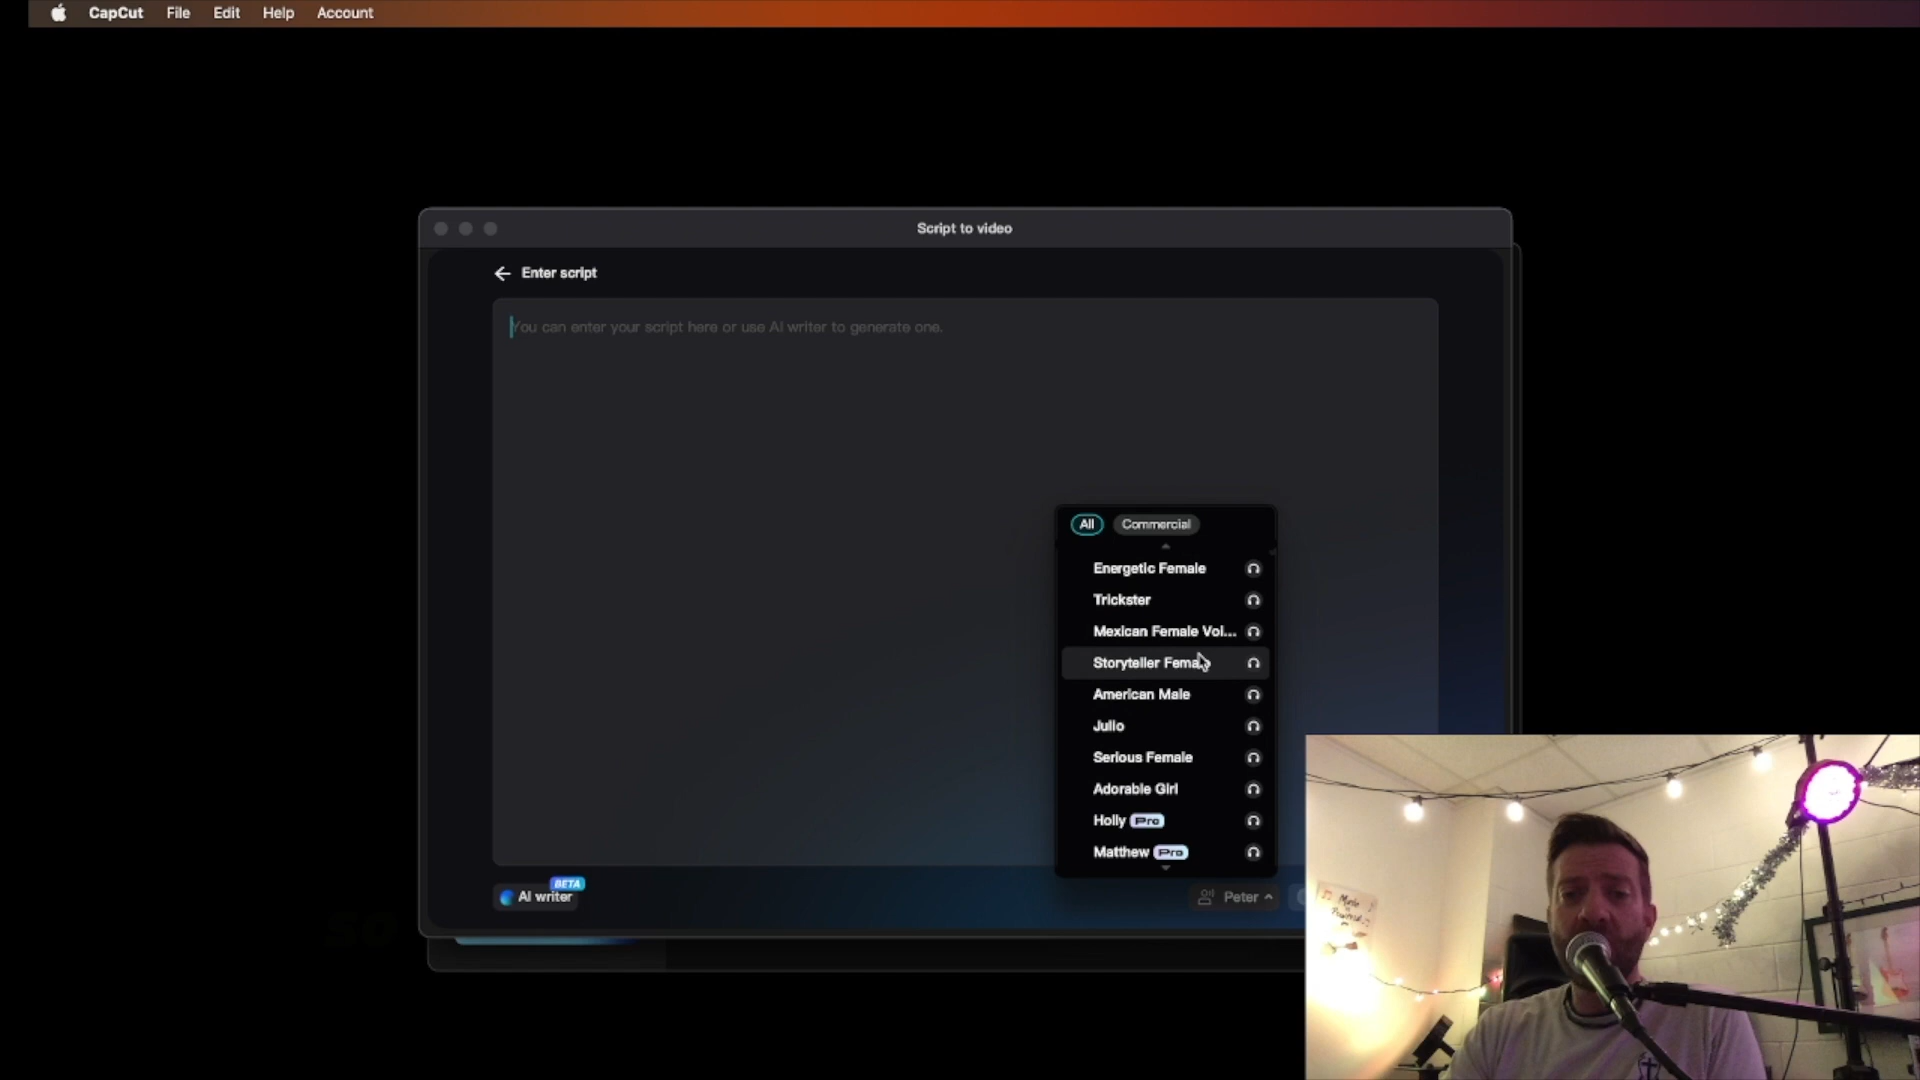 CapCut File Edit Help Account
Script to video
Enter script
You can enter your script here or use AI writer to generate one.
All Commercial
Energetic Female
Trickster
Mexican Female Vol...
Storyteller Female
American Male
Julio
Serious Female
Adorable Girl
Holly Pro
Matthew Pro
BETA
AI writer
Peter
Music